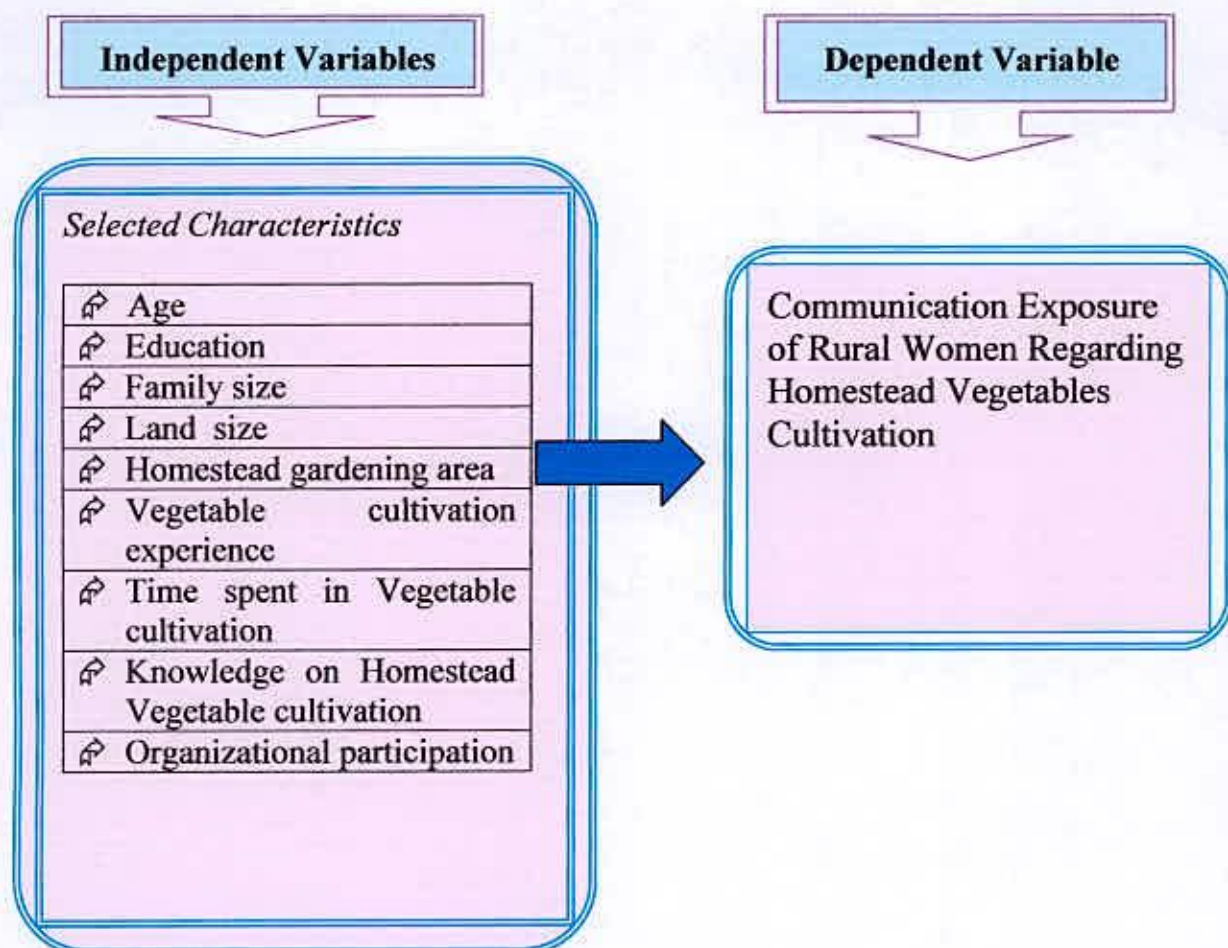 Independent Variables
Selected Characteristics
Age
Education
Family size
Land size
Homestead gardening area
Vegetable cultivation
experience
Time spent in Vegetable
cultivation
Knowledge on Homestead
Vegetable cultivation
Organizational participation
Dependent Variable
Communication Exposure
of Rural Women Regarding
Homestead Vegetables
Cultivation